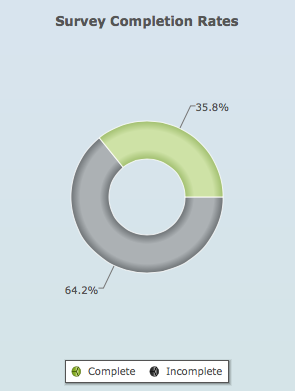 Survey Completion Rates
35.8%
64.2%
Complete Incomplete